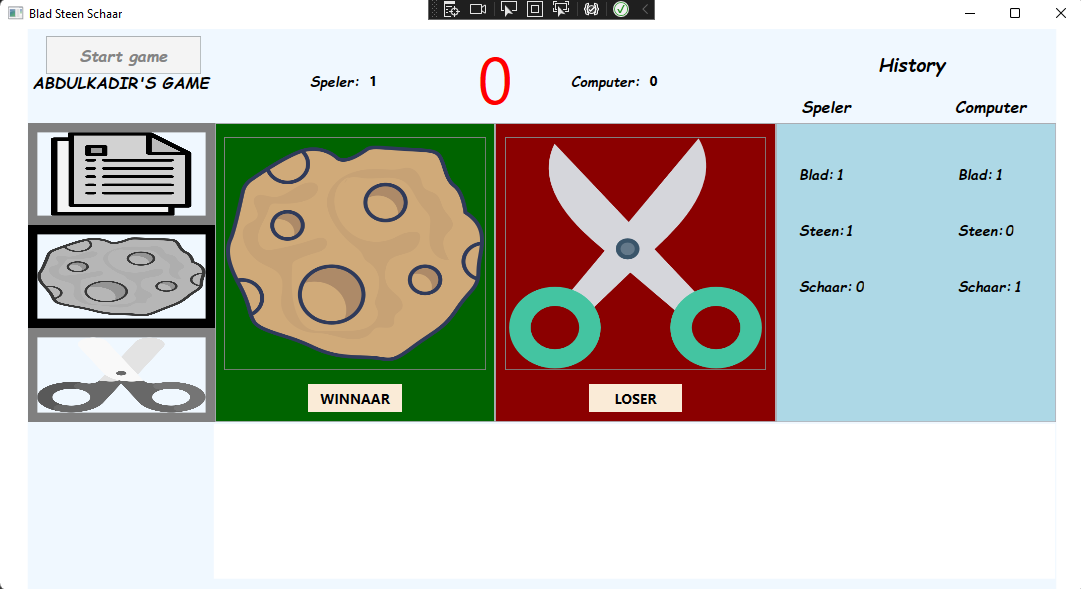 Blad Steen Schaar
Start game
ABDULKADIR'S GAME
Speler: 1
0
Computer: 0
History
Speler Computer
Blad: 1 Blad: 1
Steen: 1 Steen: 0
Schaar: 0 Schaar: 1
WINNAAR
LOSER